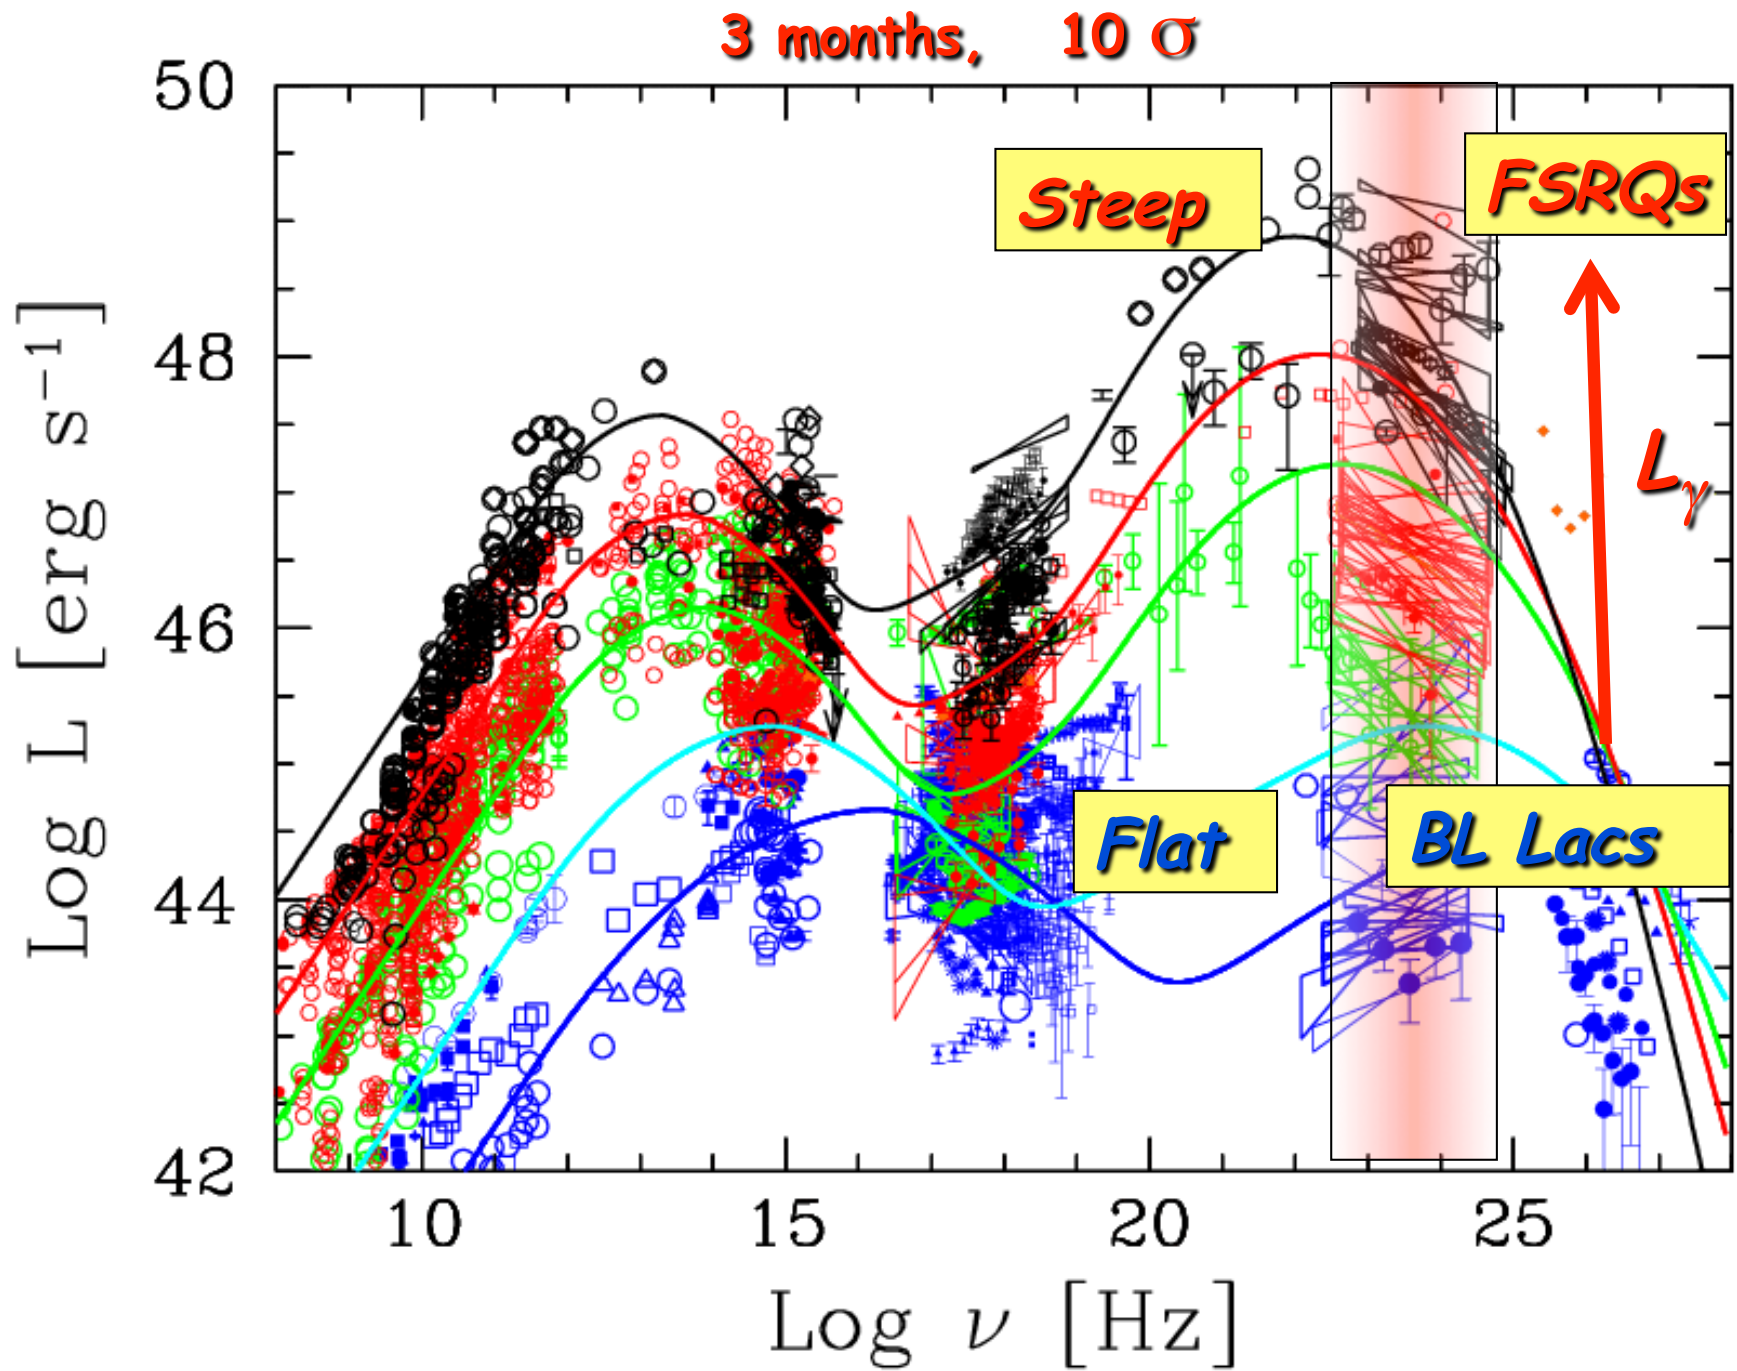 3 months, 10 σ
50
Steep
FSRQs
48
Lγ
46
Flat
BL Lacs
44
42
10 15 20 25
Log ν [Hz]
Log L [erg s⁻¹]